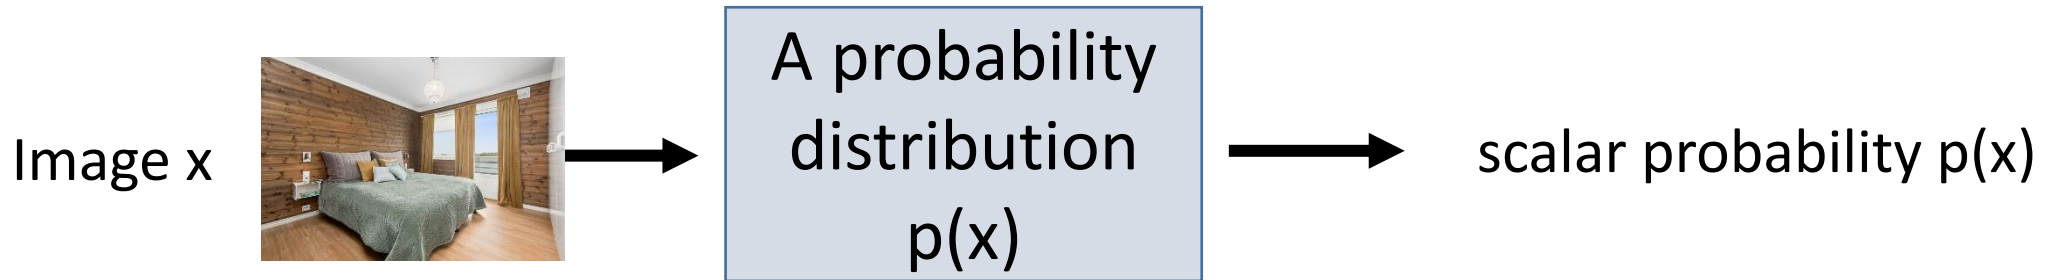 Image x
A probability
distribution
p(x)
scalar probability p(x)